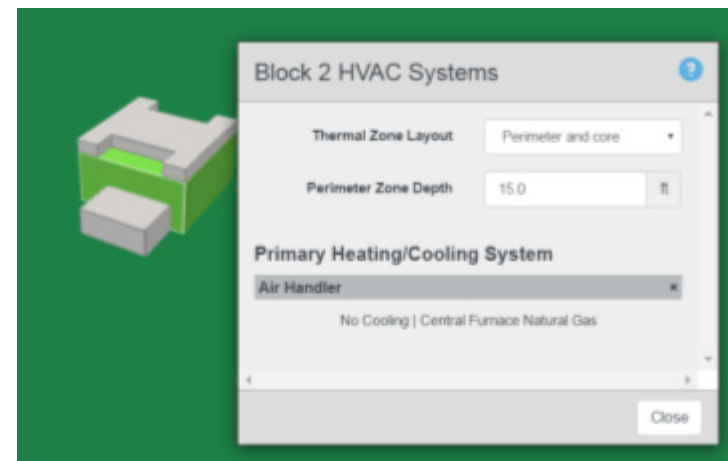 Block 2 HVAC Systems ?
Thermal Zone Layout Perimeter and core
Perimeter Zone Depth 15.0 ft
Primary Heating/Cooling System
Air Handler ×
No Cooling | Central Furnace Natural Gas
Close